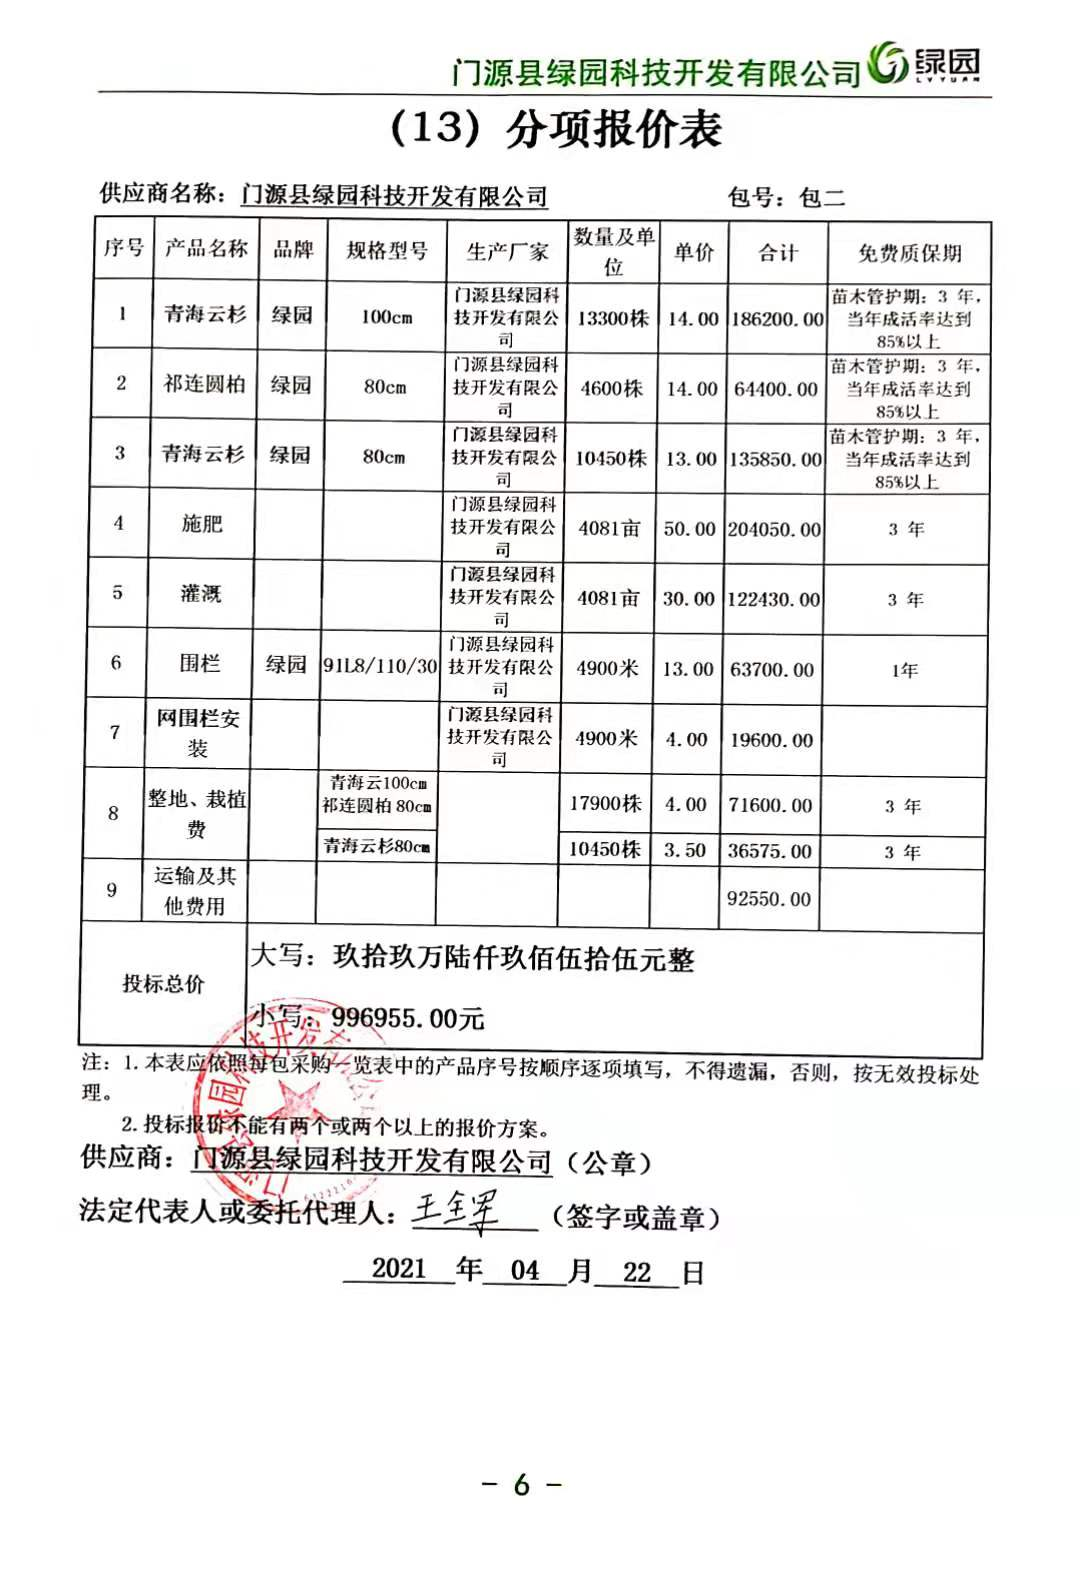 门源县绿园科技开发有限公司 绿园
LVYUAN
（13）分项报价表
供应商名称：门源县绿园科技开发有限公司 包号：包二
序号 产品名称 品牌 规格型号 生产厂家 数量及单位 单价 合计 免费质保期
1 青海云杉 绿园 100cm 门源县绿园科技开发有限公司 13300株 14.00 186200.00 苗木管护期：3 年，当年成活率达到85%以上
2 祁连圆柏 绿园 80cm 门源县绿园科技开发有限公司 4600株 14.00 64400.00 苗木管护期：3 年，当年成活率达到85%以上
3 青海云杉 绿园 80cm 门源县绿园科技开发有限公司 10450株 13.00 135850.00 苗木管护期：3 年，当年成活率达到85%以上
4 施肥 门源县绿园科技开发有限公司 4081亩 50.00 204050.00 3 年
5 灌溉 门源县绿园科技开发有限公司 4081亩 30.00 122430.00 3 年
6 围栏 绿园 91L8/110/30 门源县绿园科技开发有限公司 4900米 13.00 63700.00 1年
7 网围栏安装 门源县绿园科技开发有限公司 4900米 4.00 19600.00
8 整地、栽植费 青海云100cm 祁连圆柏 80cm 17900株 4.00 71600.00 3 年
青海云杉80cm 10450株 3.50 36575.00 3 年
9 运输及其他费用 92550.00
投标总价 大写：玖拾玖万陆仟玖佰伍拾伍元整
小写：996955.00元
注：1.本表应依照每包采购一览表中的产品序号按顺序逐项填写，不得遗漏，否则，按无效投标处
理。
2.投标报价不能有两个或两个以上的报价方案。
供应商：门源县绿园科技开发有限公司（公章）
法定代表人或委托代理人：王全军（签字或盖章）
2021 年 04 月 22 日
- 6 -